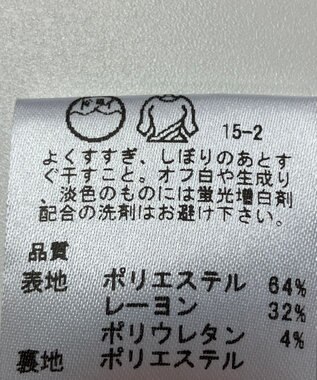 ドライ
15-2
よくすすぎ、しぼりのあとす
ぐ干すこと。オフ白や生成り
、淡色のものには蛍光増白剤
配合の洗剤はお避け下さい。
品質
表地 ポリエステル 64%
レーヨン 32%
ポリウレタン 4%
裏地 ポリエステル